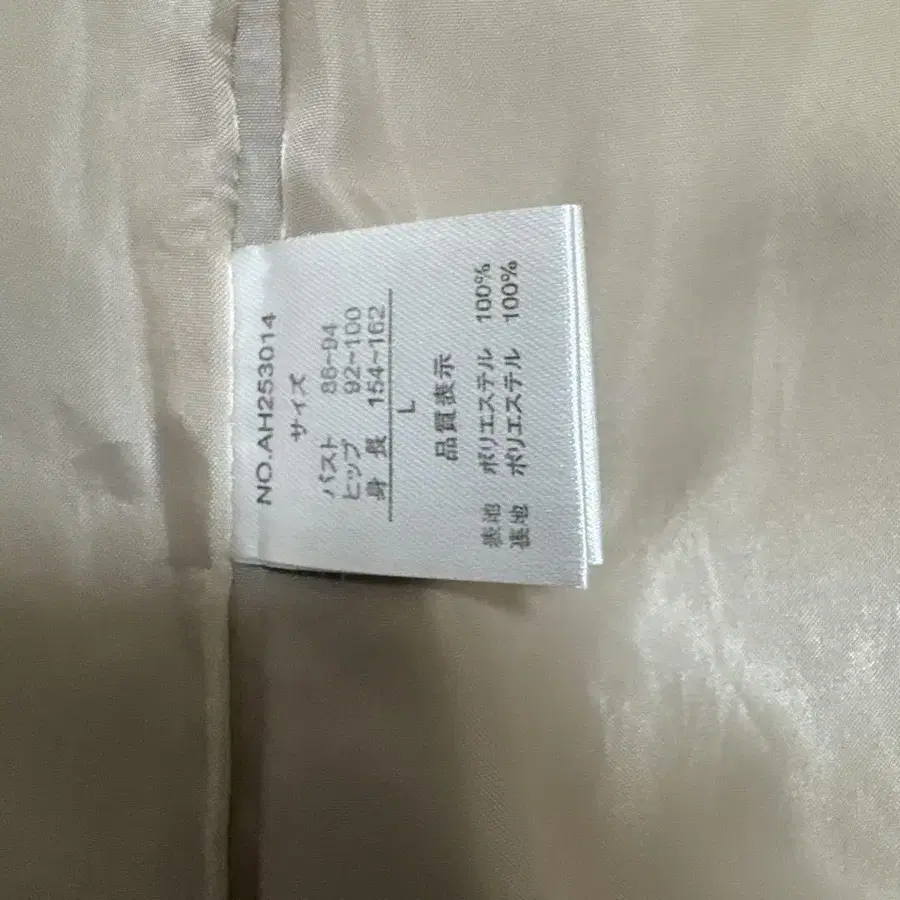 NO.AH253014
サイズ
バスト 86~94
ヒップ 92~100
身 長 154~162
L
品質表示
表地 ポリエステル 100%
裏地 ポリエステル 100%